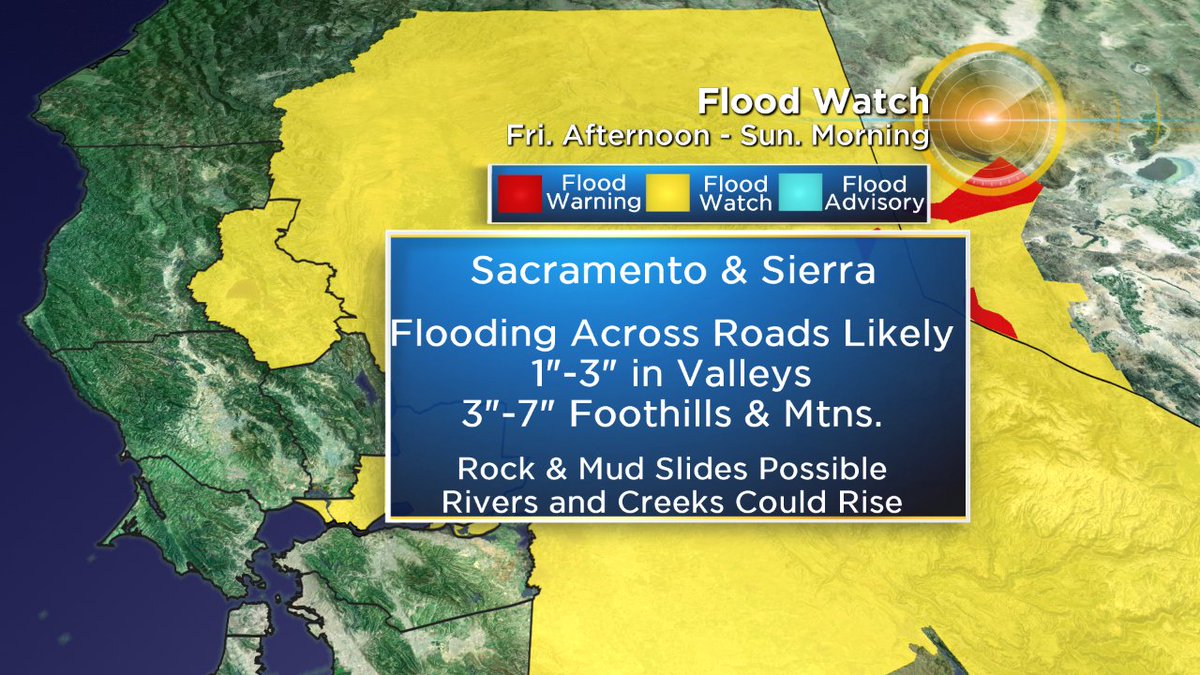 Flood Watch
Fri. Afternoon - Sun. Morning
Flood Warning
Flood Watch
Flood Advisory
Sacramento & Sierra
Flooding Across Roads Likely
1"-3" in Valleys
3"-7" Foothills & Mtns.
Rock & Mud Slides Possible
Rivers and Creeks Could Rise